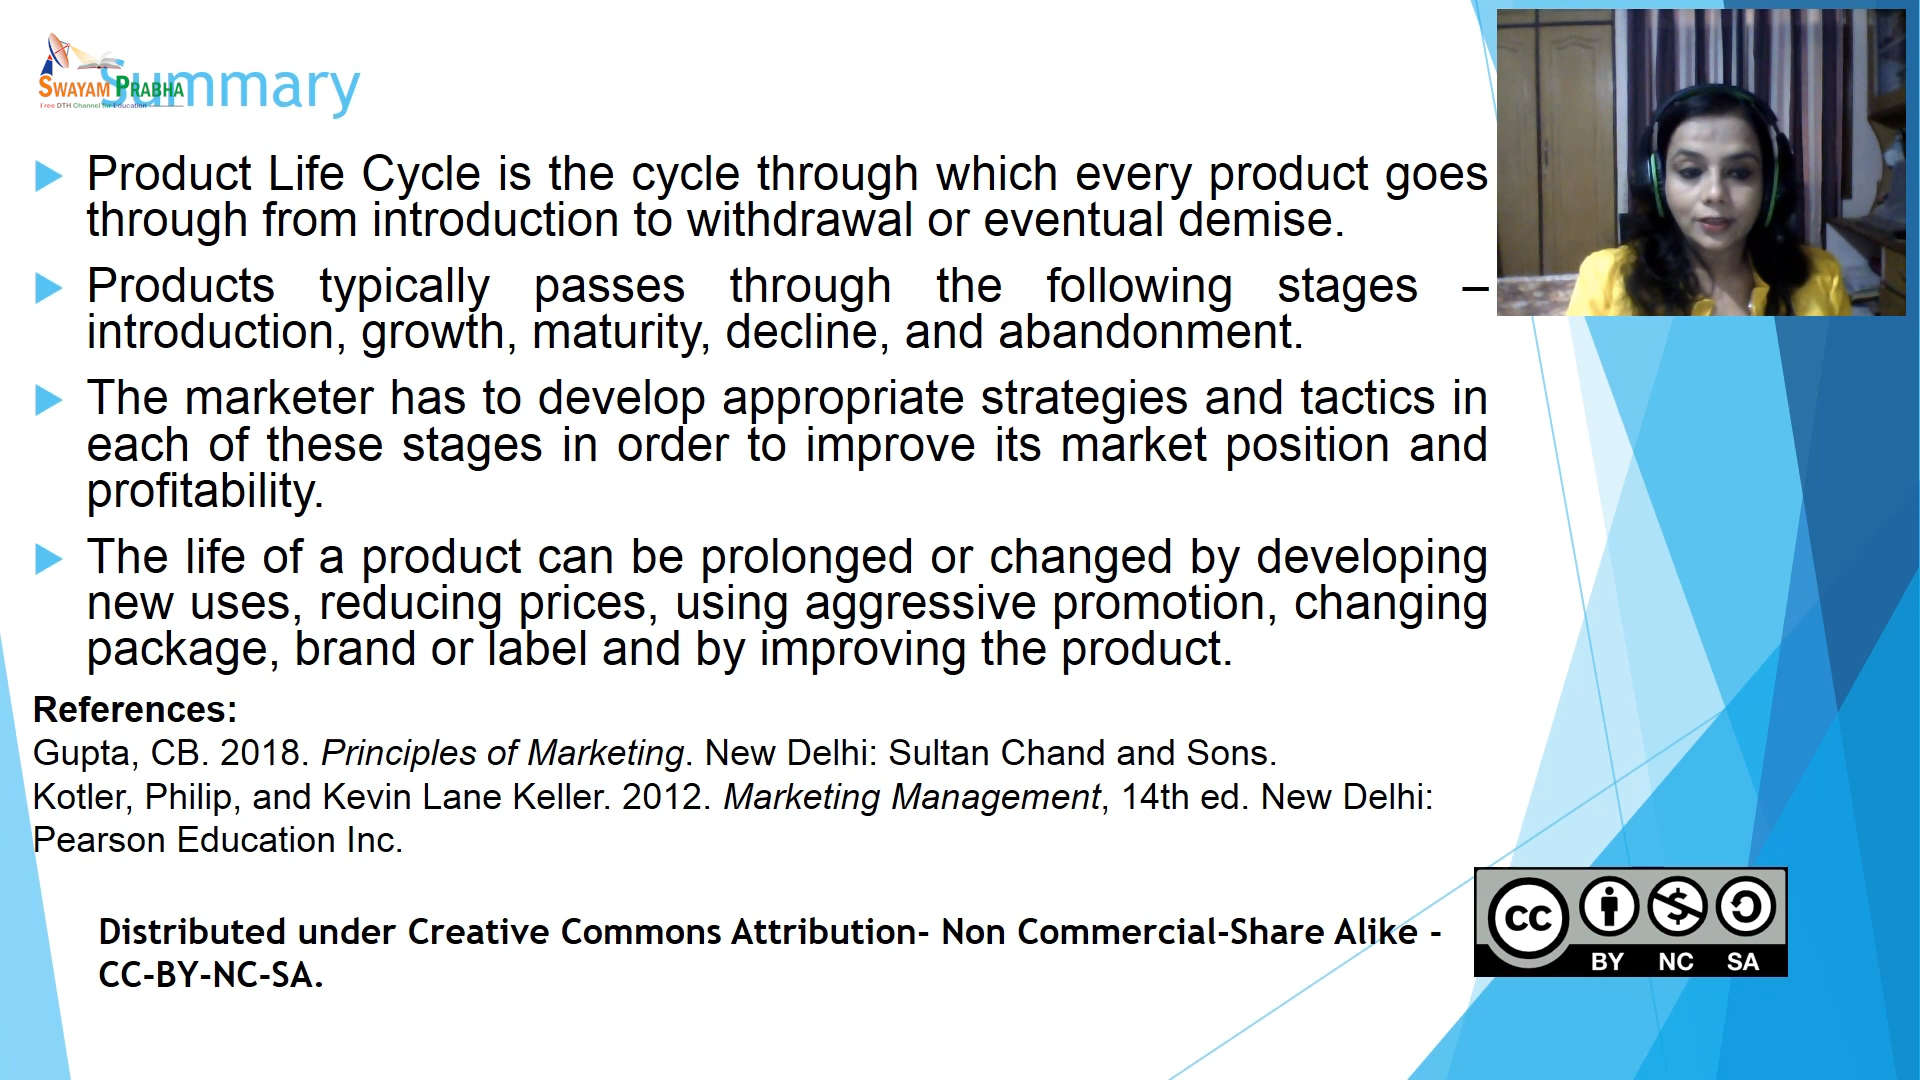 Summary
SWAYAM PRABHA
Free DTH Channel for Education
Product Life Cycle is the cycle through which every product goes
through from introduction to withdrawal or eventual demise.
Products typically passes through the following stages –
introduction, growth, maturity, decline, and abandonment.
The marketer has to develop appropriate strategies and tactics in
each of these stages in order to improve its market position and
profitability.
The life of a product can be prolonged or changed by developing
new uses, reducing prices, using aggressive promotion, changing
package, brand or label and by improving the product.
References:
Gupta, CB. 2018. Principles of Marketing. New Delhi: Sultan Chand and Sons.
Kotler, Philip, and Kevin Lane Keller. 2012. Marketing Management, 14th ed. New Delhi:
Pearson Education Inc.
Distributed under Creative Commons Attribution- Non Commercial-Share Alike -
CC-BY-NC-SA.
cc
BY NC SA